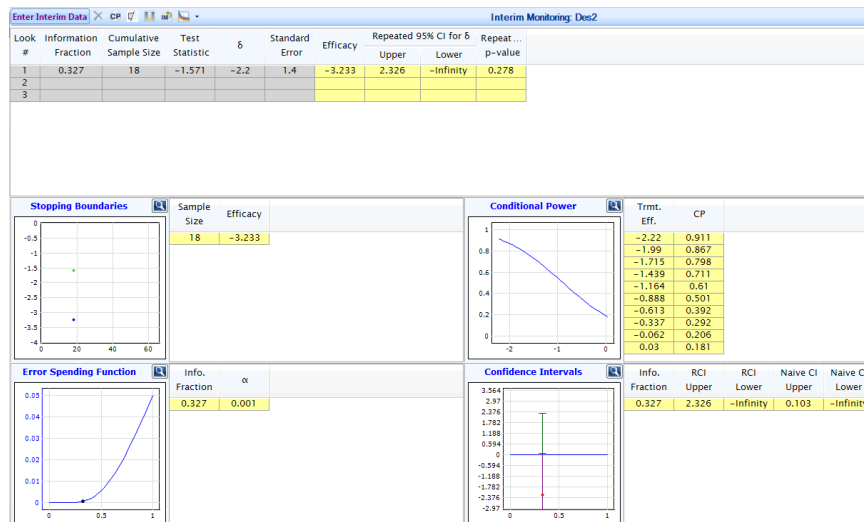 Enter Interim Data CP IMP Interim Monitoring: Des2
Look Information Cumulative Test δ Standard Efficacy Repeated 95% CI for δ Repeat ...
# Fraction Sample Size Statistic Error Upper Lower p-value
1 0.327 18 -1.571 -2.2 1.4 -3.233 2.326 -Infinity 0.278
2
3
Stopping Boundaries
Sample Efficacy
Size
18 -3.233
0
-0.5
-1
-1.5
-2
-2.5
-3
-3.5
-4
0 20 40 60
Conditional Power
Trmt. CP
Eff.
-2.22 0.911
-1.99 0.867
-1.715 0.798
-1.439 0.711
-1.164 0.61
-0.888 0.501
-0.613 0.392
-0.337 0.292
-0.062 0.206
0.03 0.181
1
0.8
0.6
0.4
0.2
0
-2 -1 0
Error Spending Function
Info. α
Fraction
0.327 0.001
0.05
0.04
0.03
0.02
0.01
0
0 0.5 1
Confidence Intervals
Info. RCI RCI Naive CI Naive C
Fraction Upper Lower Upper Lower
0.327 2.326 -Infinity 0.103 -Infinity
3.564
2.97
2.376
1.782
1.188
0.594
0
-0.594
-1.188
-1.782
-2.376
-2.97
0 0.5 1